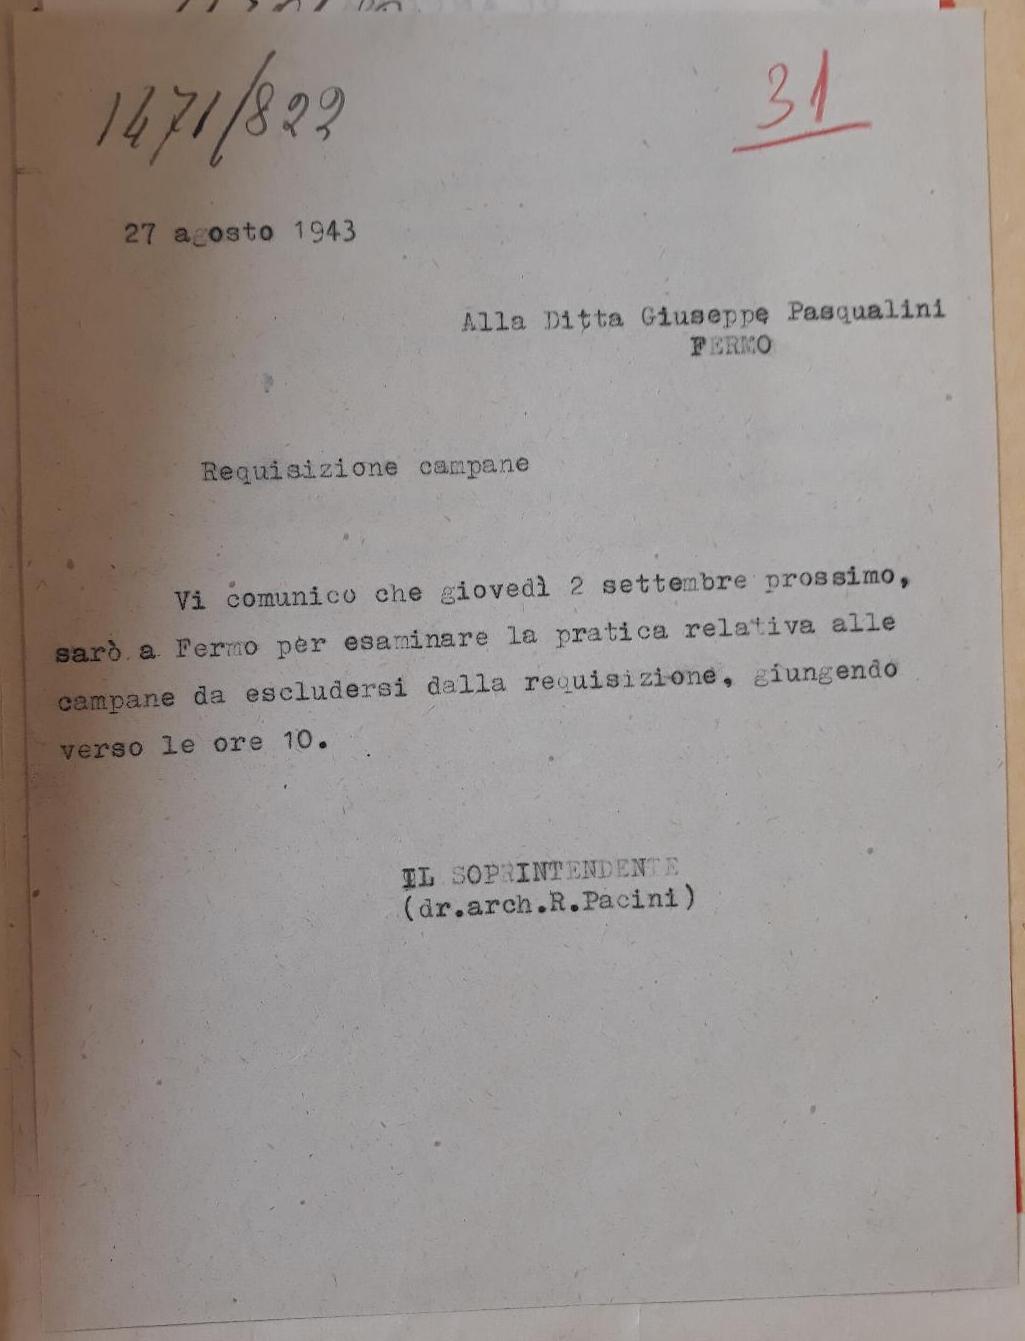 1471/822
31
27 agosto 1943
Alla Ditta Giuseppe Pasqualini
FERMO
Requisizione campane
Vi comunico che giovedì 2 settembre prossimo,
sarò a Fermo per esaminare la pratica relativa alle
campane da escludersi dalla requisizione, giungendo
verso le ore 10.
IL SOPRINTENDENTE
(dr.arch.R.Pacini)